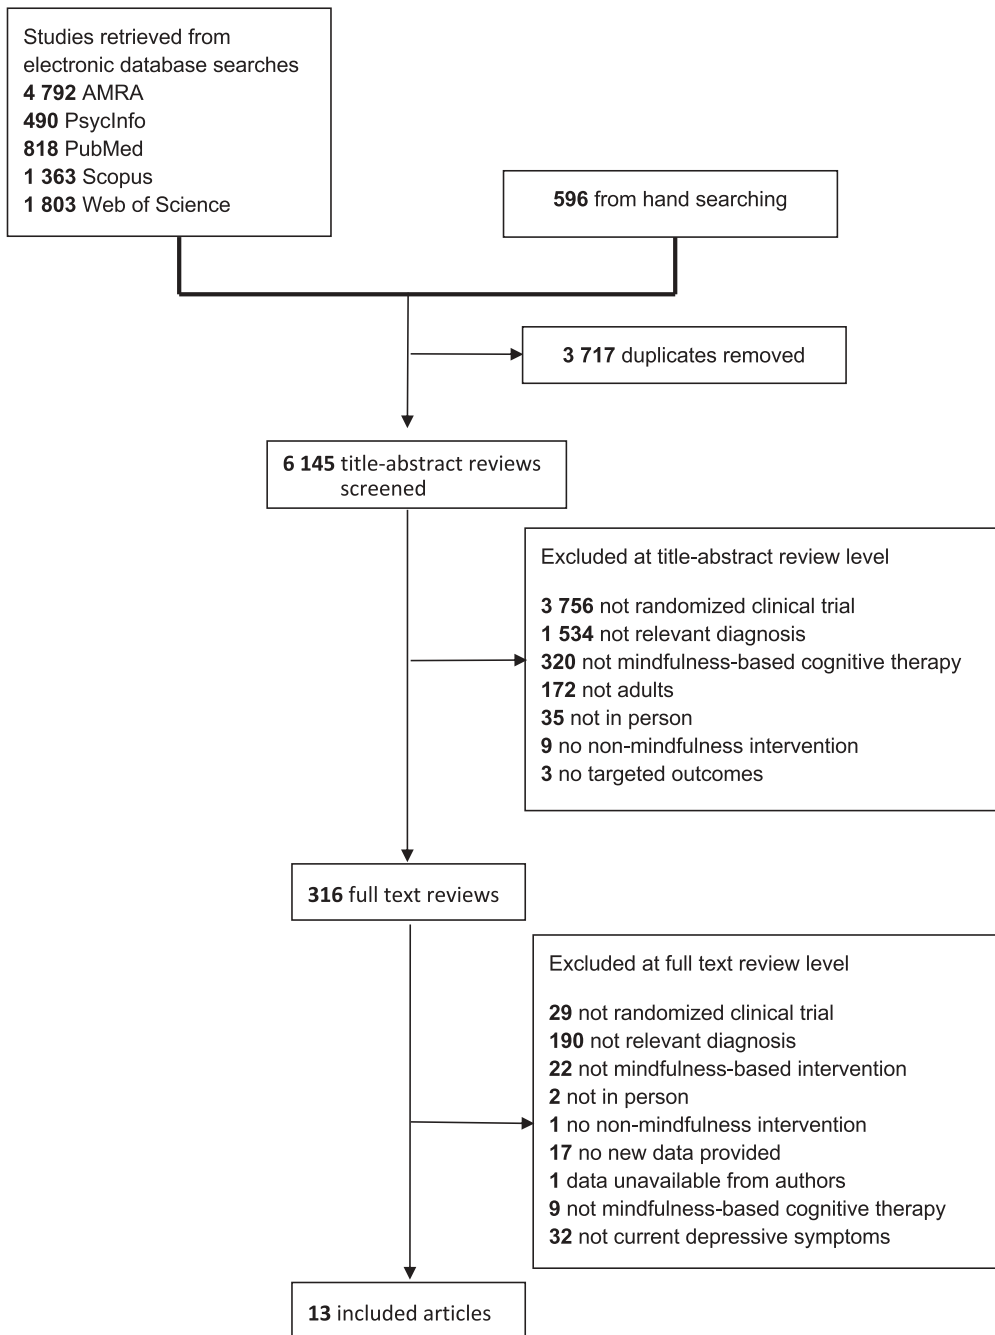 Studies retrieved from
electronic database searches
4 792 AMRA
490 PsycInfo
818 PubMed
1 363 Scopus
1 803 Web of Science
596 from hand searching
3 717 duplicates removed
6 145 title-abstract reviews
screened
Excluded at title-abstract review level
3 756 not randomized clinical trial
1 534 not relevant diagnosis
320 not mindfulness-based cognitive therapy
172 not adults
35 not in person
9 no non-mindfulness intervention
3 no targeted outcomes
316 full text reviews
Excluded at full text review level
29 not randomized clinical trial
190 not relevant diagnosis
22 not mindfulness-based intervention
2 not in person
1 no non-mindfulness intervention
17 no new data provided
1 data unavailable from authors
9 not mindfulness-based cognitive therapy
32 not current depressive symptoms
13 included articles